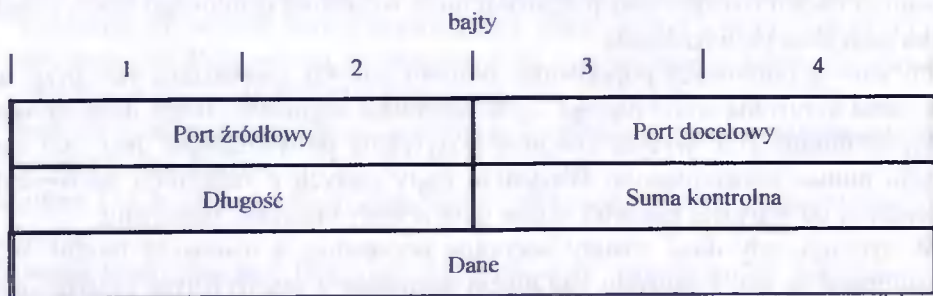 bajty
1 2 3 4
Port źródłowy Port docelowy
Długość Suma kontrolna
Dane